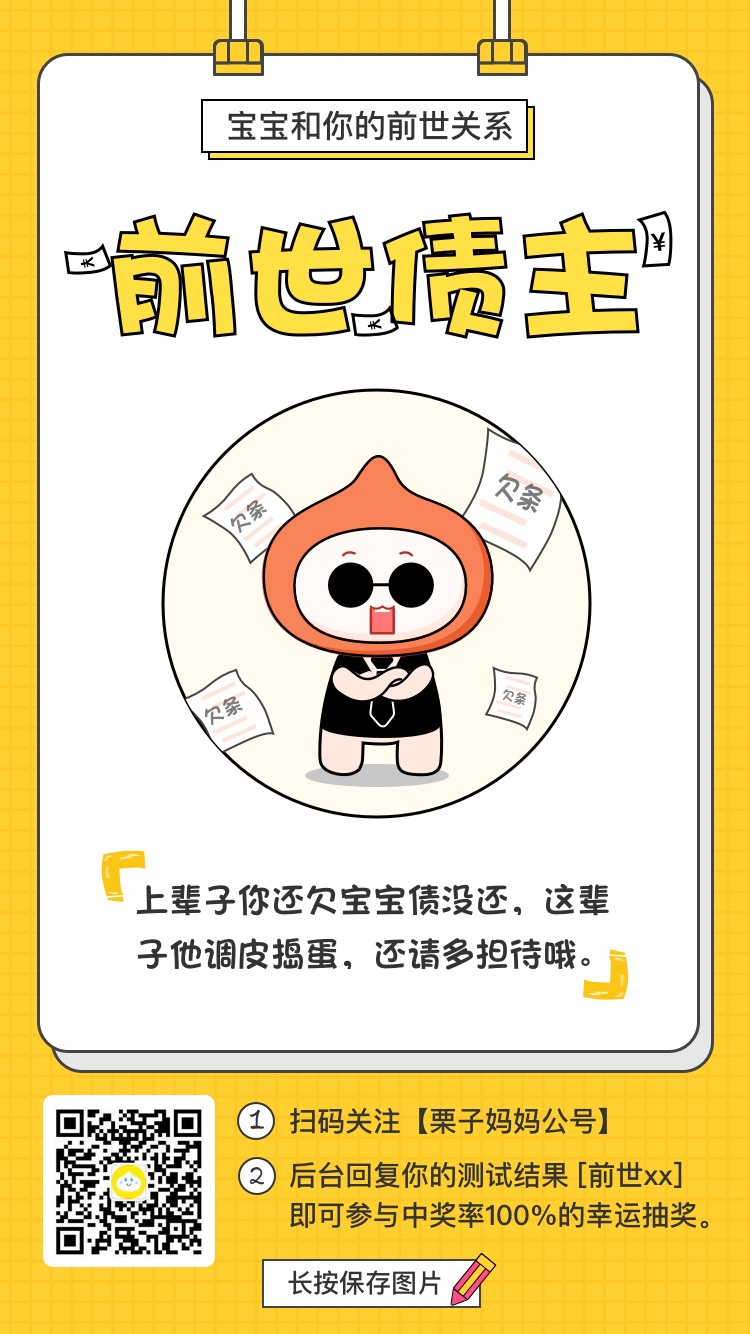 宝宝和你的前世关系
前世债主
¥
欠条
欠条
欠条
欠条
上辈子你还欠宝宝债没还，这辈
子他调皮捣蛋，还请多担待哦。
1 扫码关注【栗子妈妈公号】
2 后台回复你的测试结果［前世xx］
即可参与中奖率100%的幸运抽奖。
长按保存图片